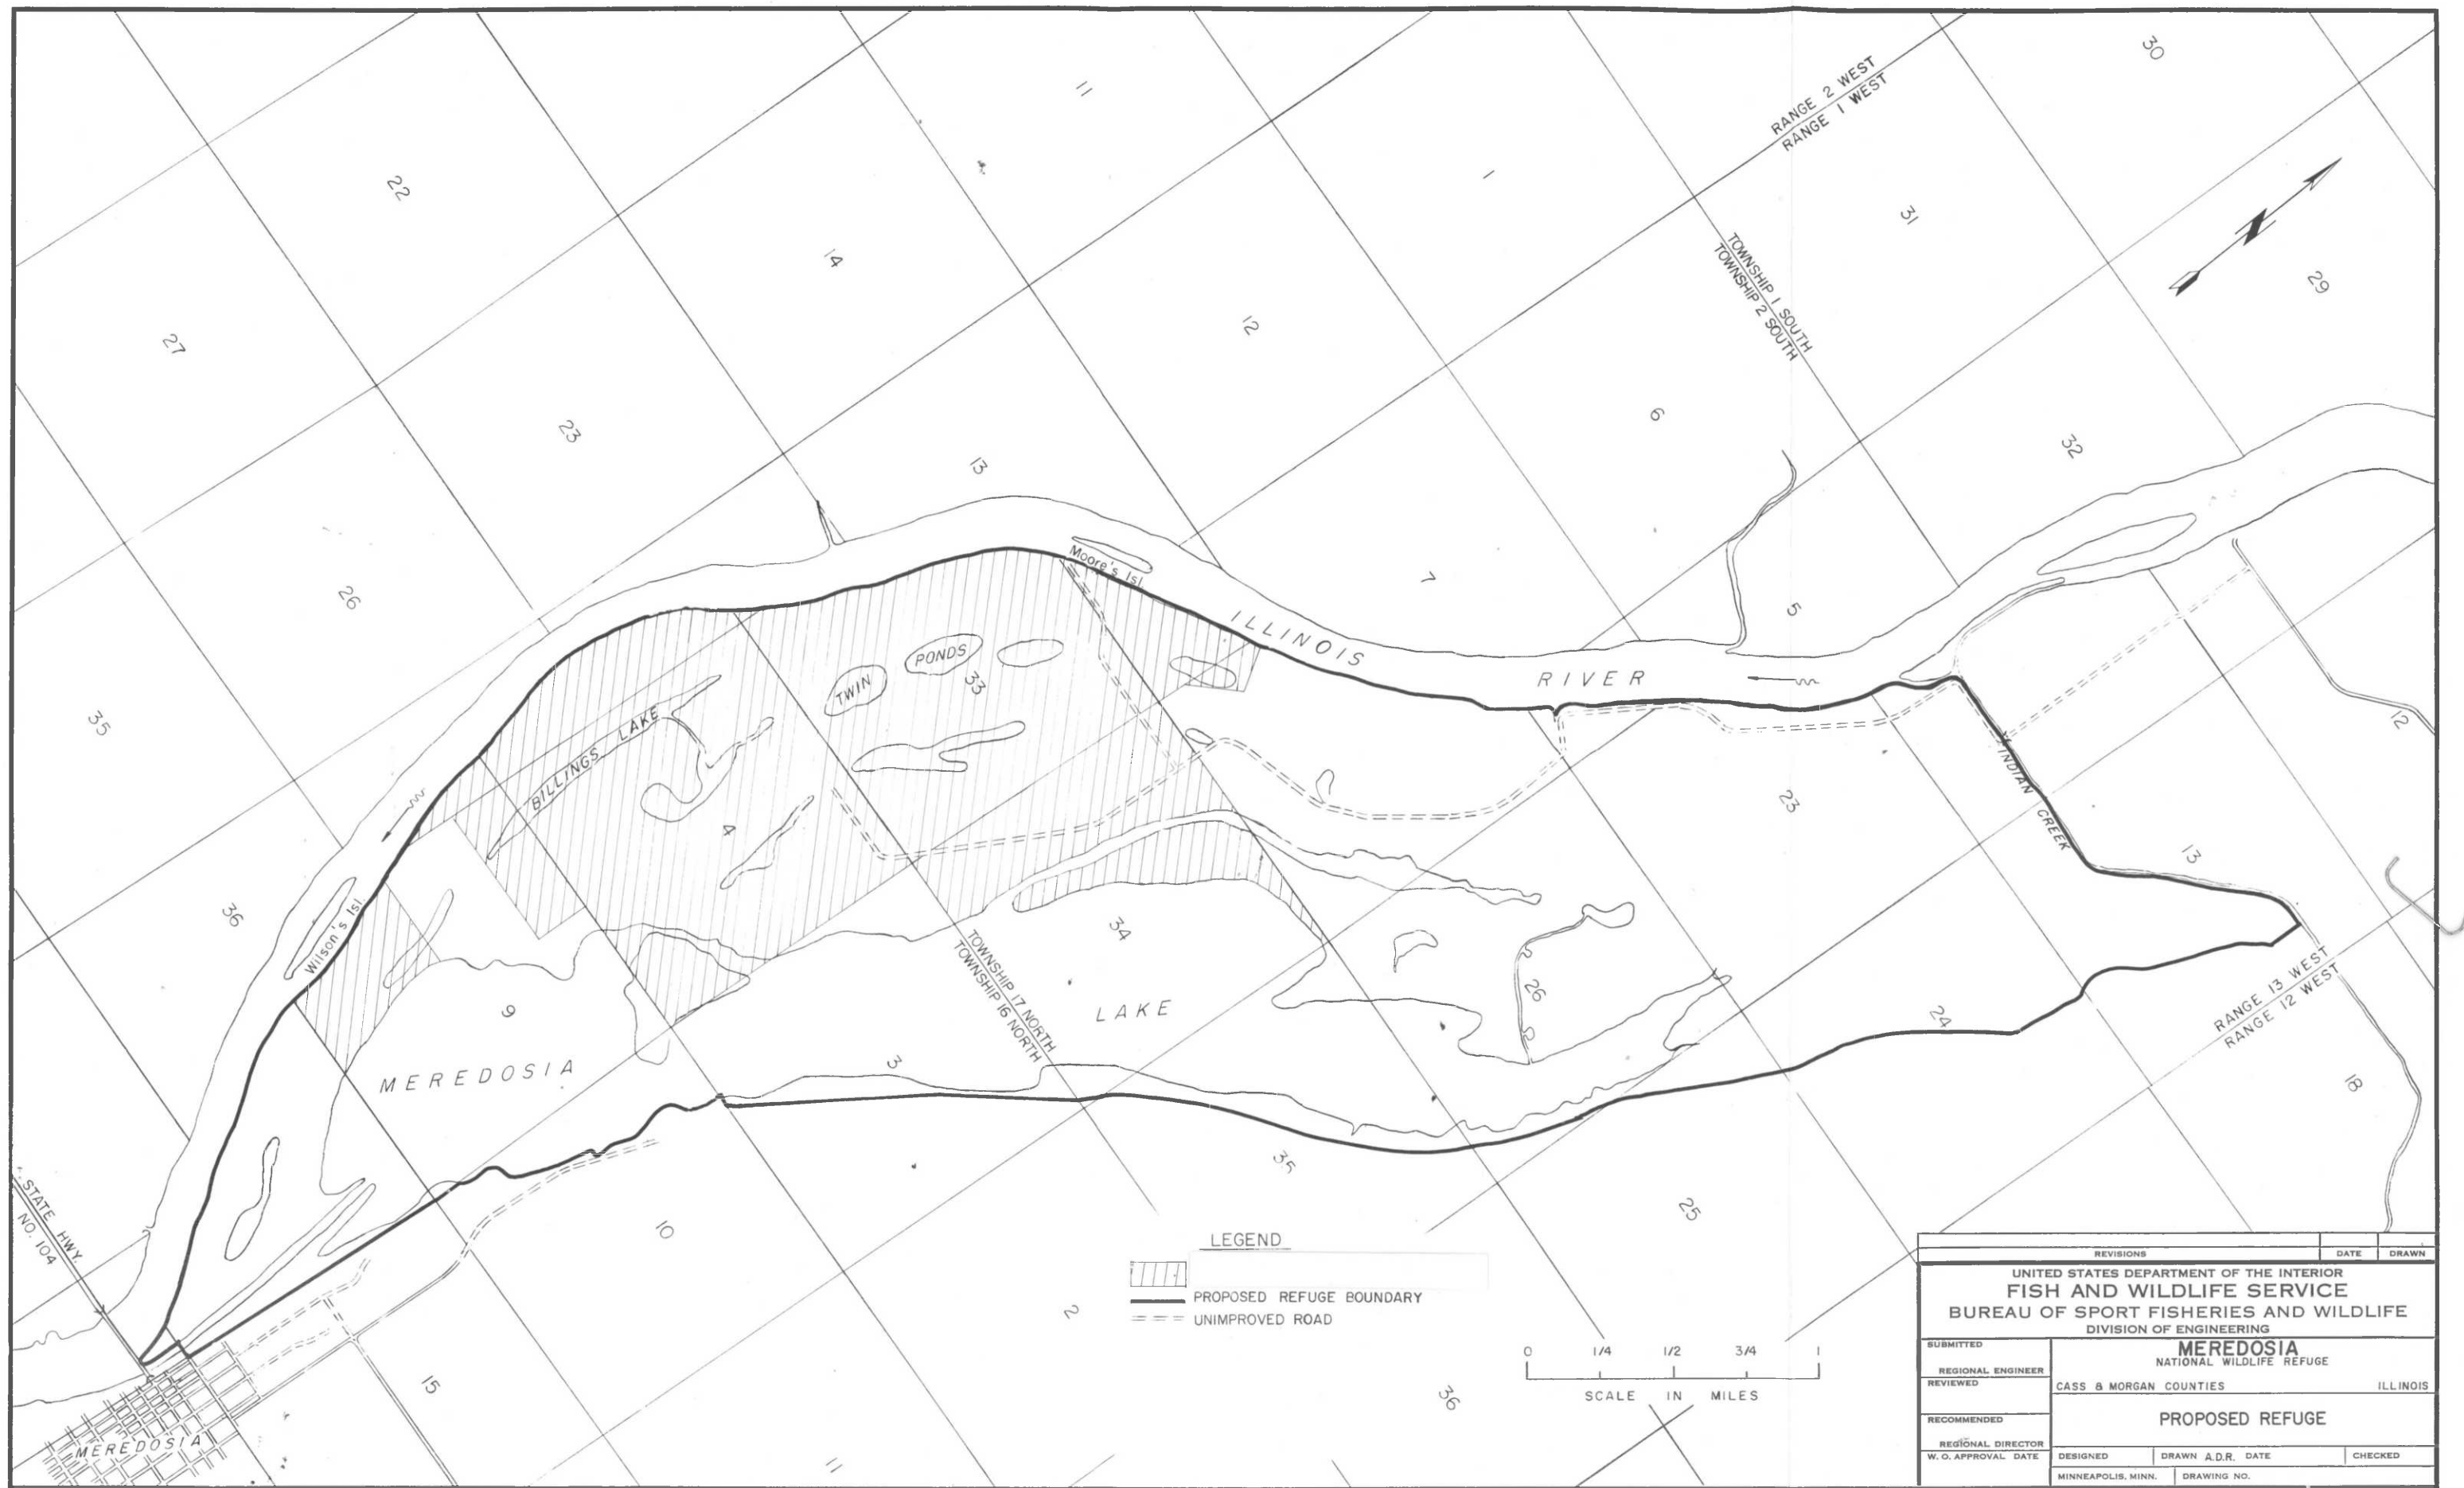 30
11
RANGE 2 WEST
RANGE 1 WEST
22
1
31
14
TOWNSHIP 1 SOUTH
TOWNSHIP 2 SOUTH
N
29
27
12
23
6
32
13
26
7
5
Moore's Isl
ILLINOIS
RIVER
PONDS
TWIN
33
35
BILLINGS LAKE
12
INDIAN CREEK
23
4
13
36
Wilson's Isl
34
TOWNSHIP 17 NORTH
TOWNSHIP 16 NORTH
26
RANGE 13 WEST
RANGE 12 WEST
9
LAKE
24
MEREDOSIA
3
18
35
STATE HWY.
NO. 104
10
25
2
15
36
11
MEREDOSIA
LEGEND
PROPOSED REFUGE BOUNDARY
UNIMPROVED ROAD
0 1/4 1/2 3/4 1
SCALE IN MILES
REVISIONS DATE DRAWN
UNITED STATES DEPARTMENT OF THE INTERIOR
FISH AND WILDLIFE SERVICE
BUREAU OF SPORT FISHERIES AND WILDLIFE
DIVISION OF ENGINEERING
SUBMITTED
REGIONAL ENGINEER
REVIEWED
RECOMMENDED
REGIONAL DIRECTOR
W. O. APPROVAL DATE
MEREDOSIA
NATIONAL WILDLIFE REFUGE
CASS & MORGAN COUNTIES ILLINOIS
PROPOSED REFUGE
DESIGNED DRAWN A.D.R. DATE CHECKED
MINNEAPOLIS, MINN. DRAWING NO.